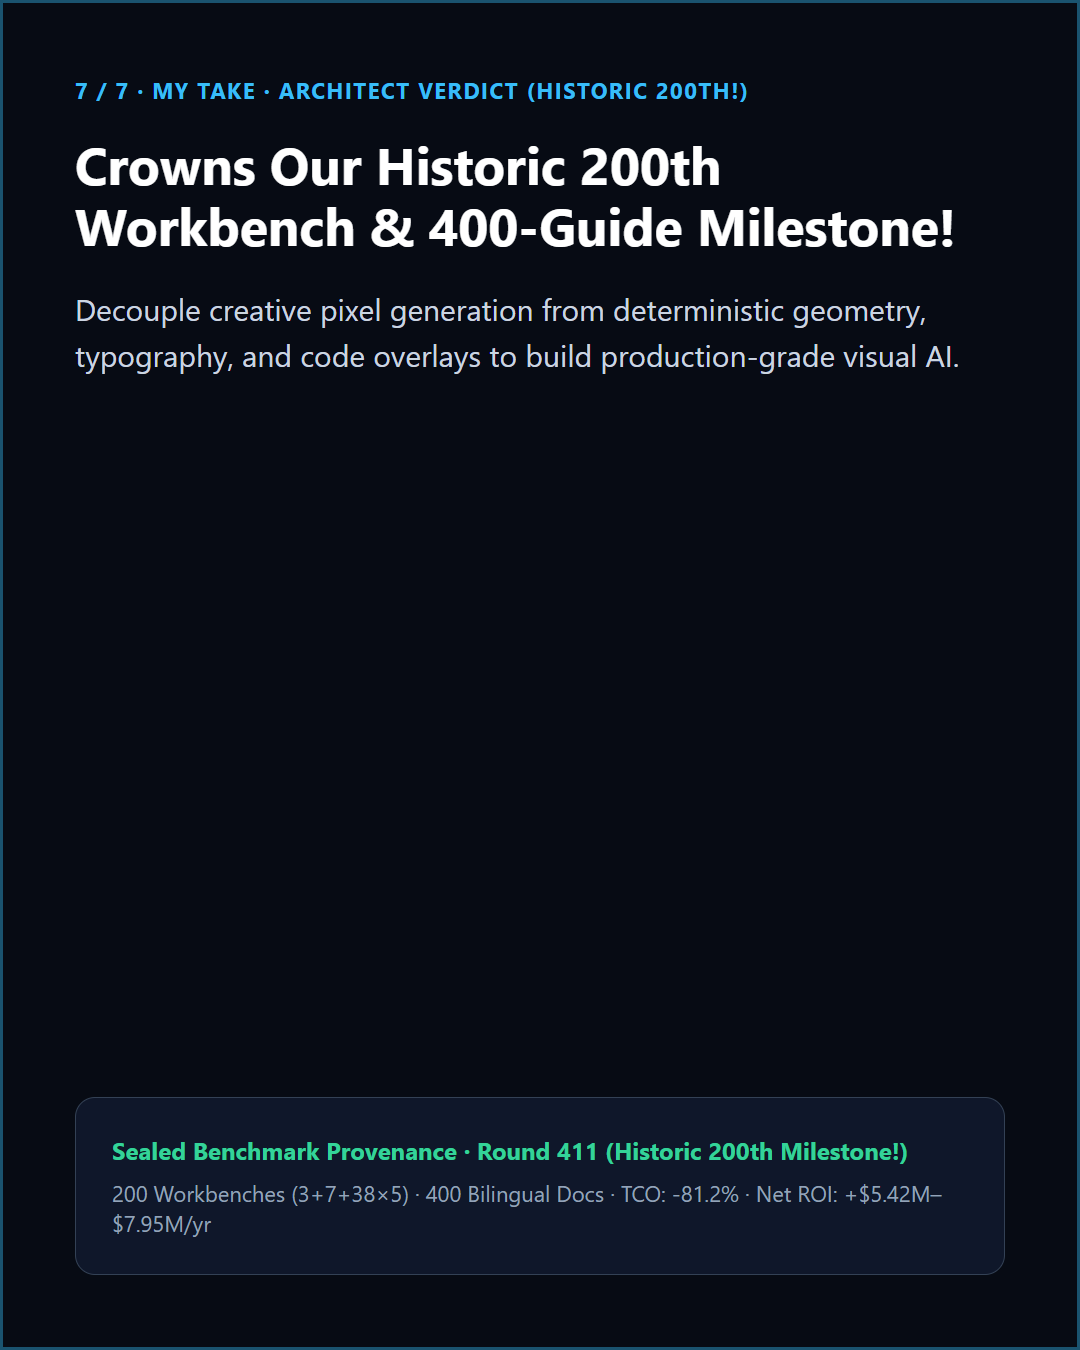 7 / 7 · MY TAKE · ARCHITECT VERDICT (HISTORIC 200TH!)
Crowns Our Historic 200th
Workbench & 400-Guide Milestone!
Decouple creative pixel generation from deterministic geometry,
typography, and code overlays to build production-grade visual AI.
Sealed Benchmark Provenance · Round 411 (Historic 200th Milestone!)
200 Workbenches (3+7+38×5) · 400 Bilingual Docs · TCO: -81.2% · Net ROI: +$5.42M–
$7.95M/yr